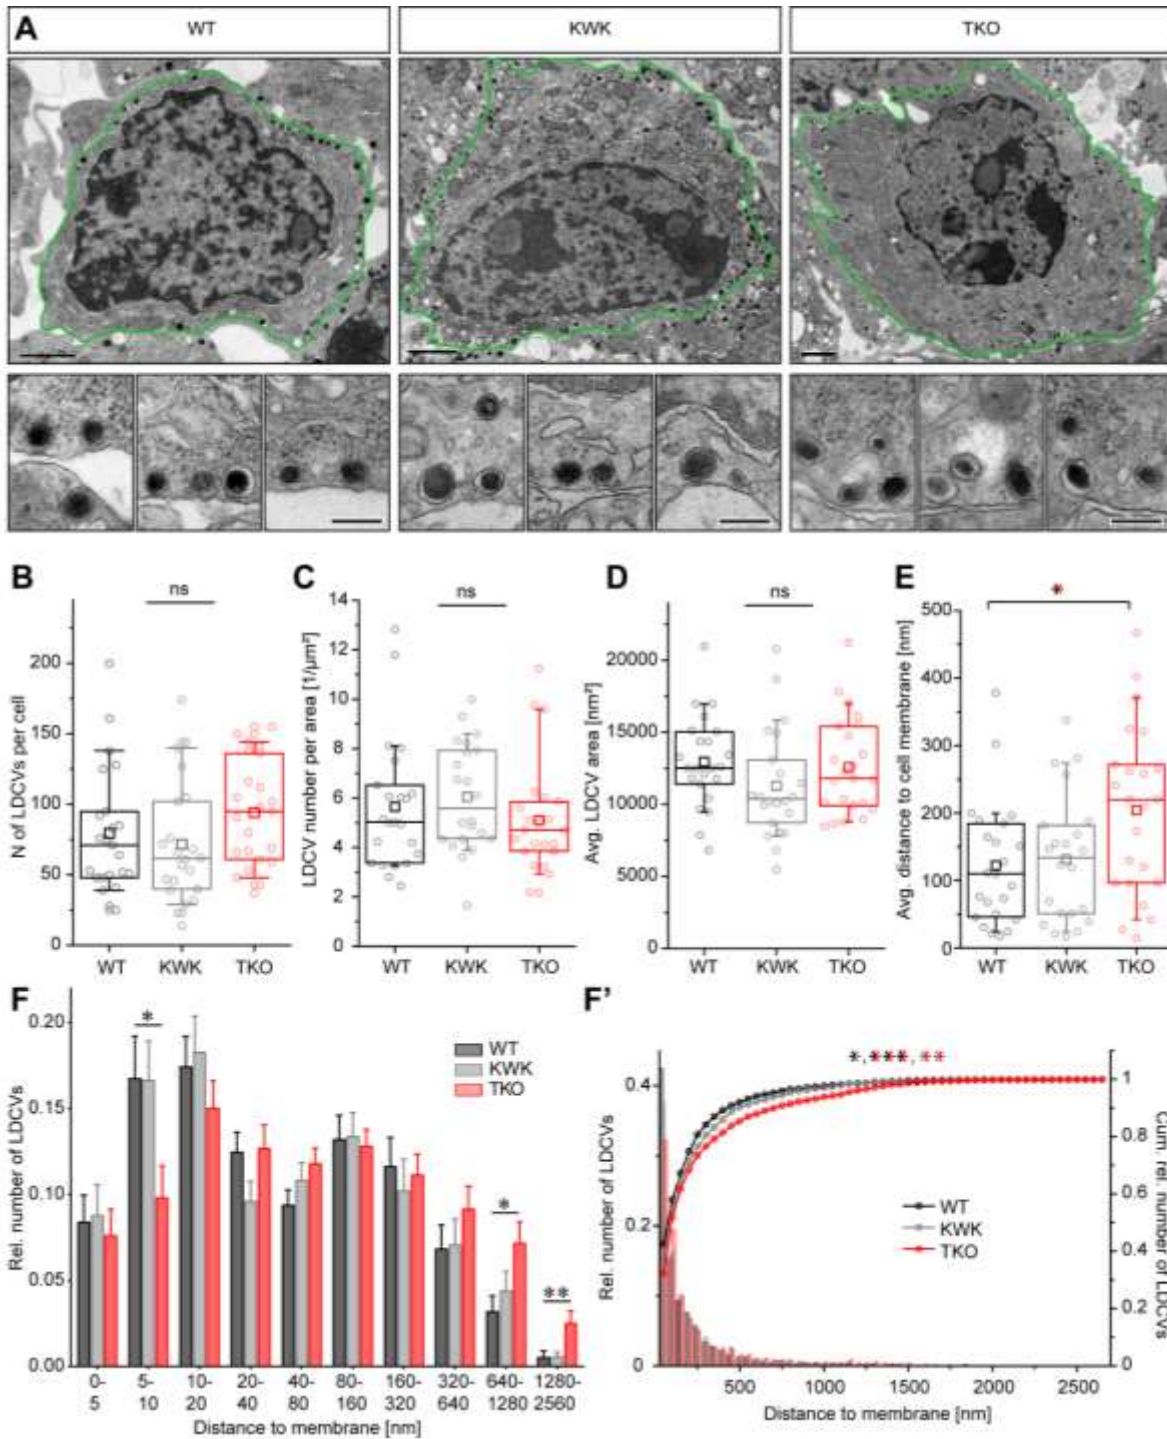 A
WT
KWK
TKO
B
ns
N of LDCVs per cell
200
150
100
50
0
WT
KWK
TKO
C
ns
LDCV number per area [1/µm²]
14
12
10
8
6
4
2
0
WT
KWK
TKO
D
ns
Avg. LDCV area [nm²]
20000
15000
10000
5000
0
WT
KWK
TKO
E
*
Avg. distance to cell membrane [nm]
500
400
300
200
100
0
WT
KWK
TKO
F
Rel. number of LDCVs
0.20
0.15
0.10
0.05
0.00
*
*
**
WT
KWK
TKO
0-
5
5-
10
10-
20
20-
40
40-
80
80-
160
160-
320
320-
640
640-
1280
1280-
2560
Distance to membrane [nm]
F'
*, ***, **
Rel. number of LDCVs
0.4
0.2
0
WT
KWK
TKO
1
0.8
0.6
0.4
0.2
0
Cum. rel. number of LDCVs
500
1000
1500
2000
2500
Distance to membrane [nm]